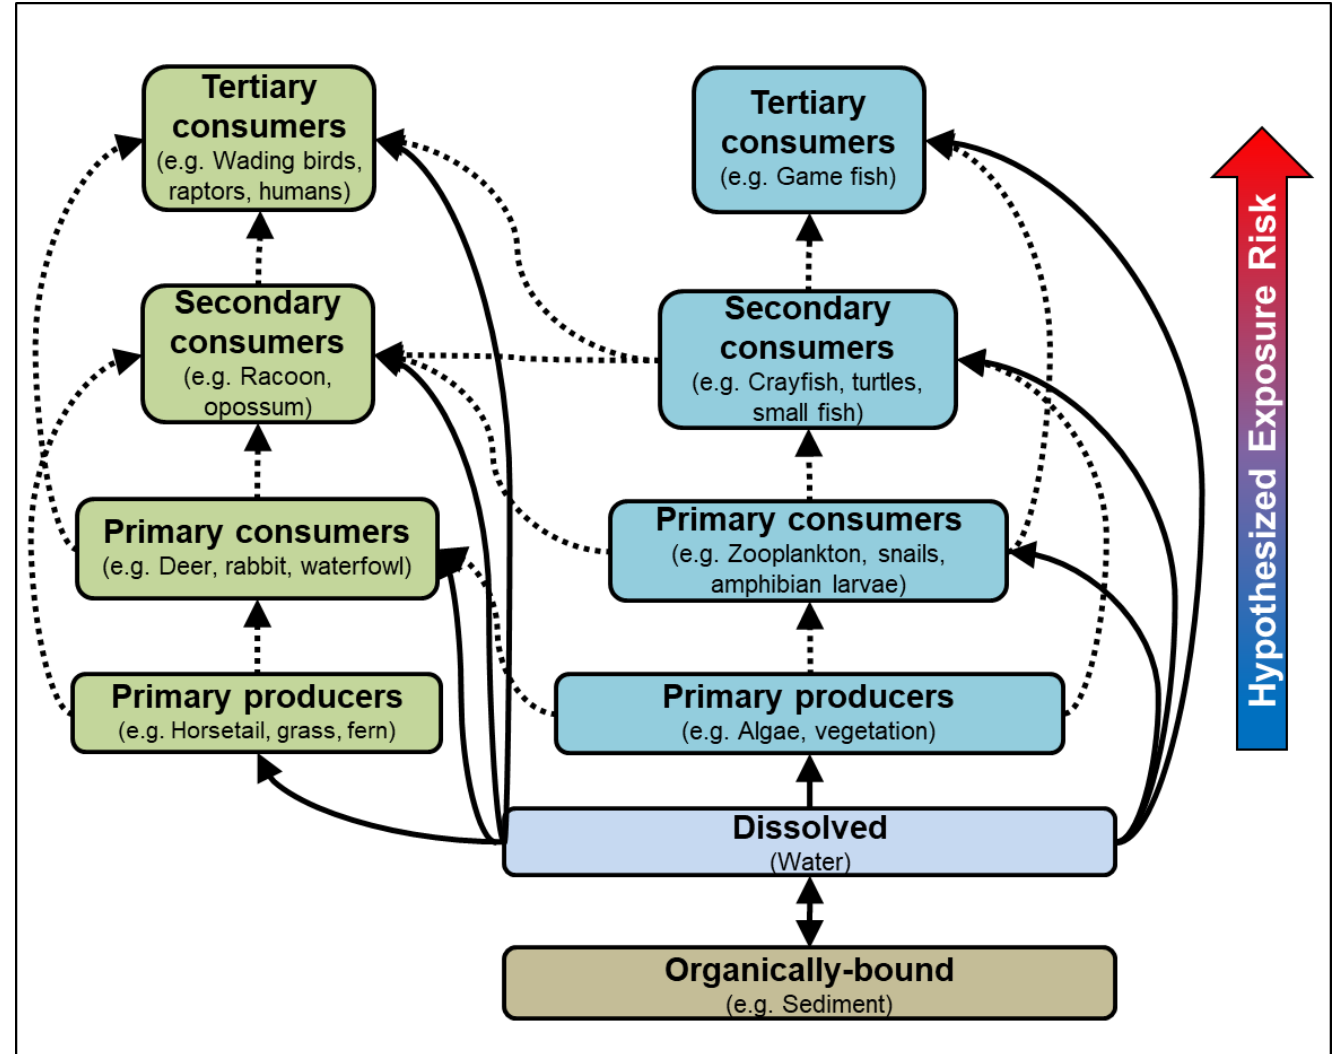 Tertiary
consumers
(e.g. Wading birds,
raptors, humans)
Tertiary
consumers
(e.g. Game fish)
Secondary
consumers
(e.g. Racoon,
opossum)
Secondary
consumers
(e.g. Crayfish, turtles,
small fish)
Primary consumers
(e.g. Deer, rabbit, waterfowl)
Primary consumers
(e.g. Zooplankton, snails,
amphibian larvae)
Primary producers
(e.g. Horsetail, grass, fern)
Primary producers
(e.g. Algae, vegetation)
Dissolved
(Water)
Organically-bound
(e.g. Sediment)
Hypothesized Exposure Risk